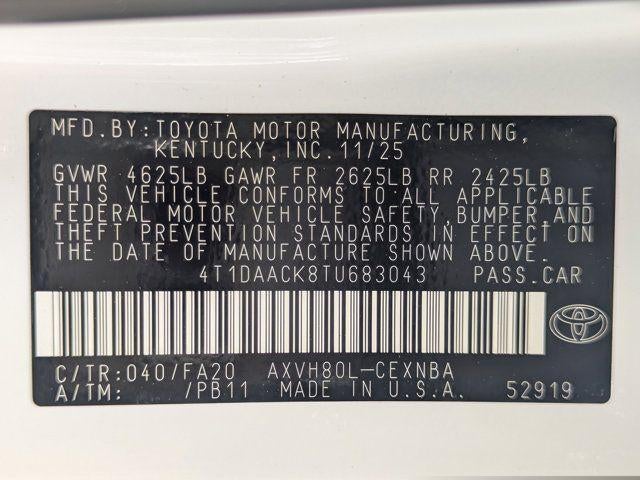 MFD.BY:TOYOTA MOTOR MANUFACTURING,
KENTUCKY,INC.11/25
GVWR 4625LB GAWR FR 2625LB RR 2425LB
THIS VEHICLE CONFORMS TO ALL APPLICABLE
FEDERAL MOTOR VEHICLE SAFETY,BUMPER,AND
THEFT PREVENTION STANDARDS IN EFFECT ON
THE DATE OF MANUFACTURE SHOWN ABOVE.
4T1DAACK8TU683043 PASS.CAR
C/TR:040/FA20 AXVH80L-CEXNBA
A/TM: /PB11 MADE IN U.S.A. 52919